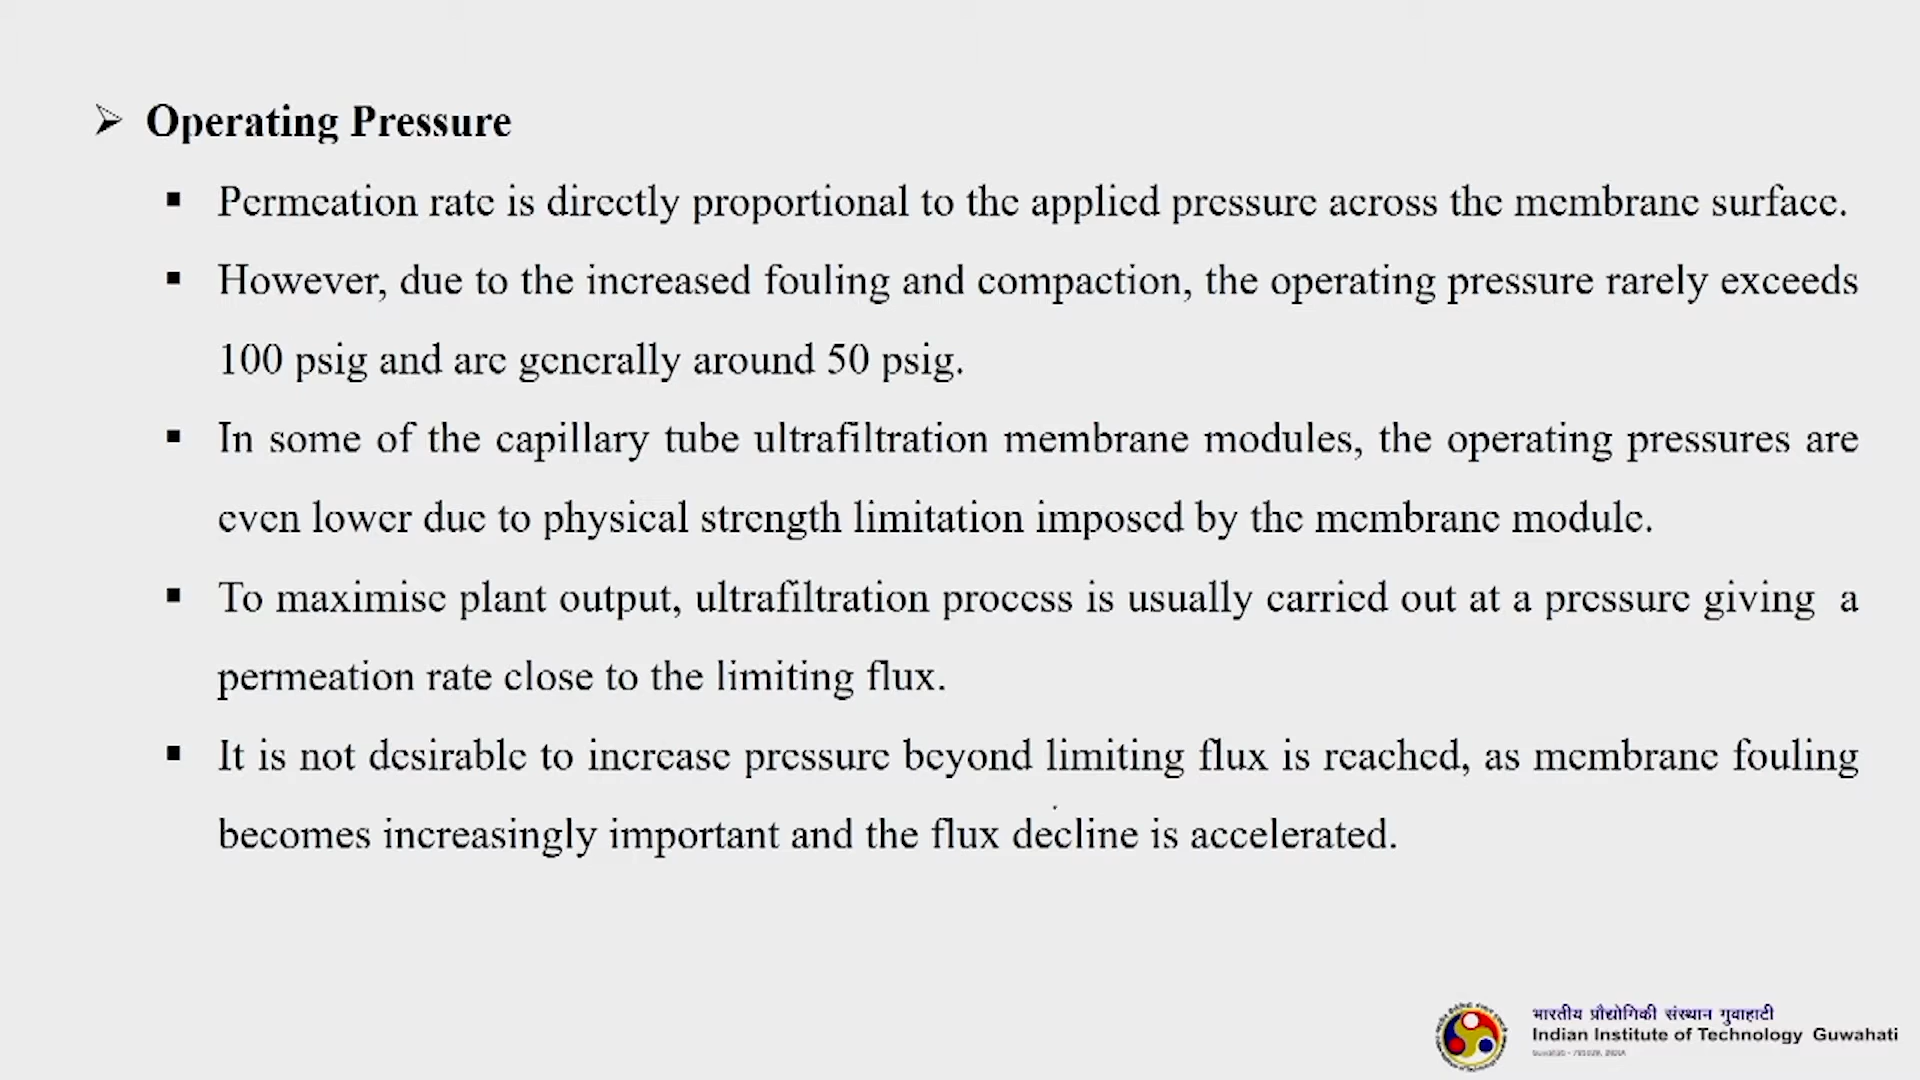 Operating Pressure
Permeation rate is directly proportional to the applied pressure across the membrane surface.
However, due to the increased fouling and compaction, the operating pressure rarely exceeds
100 psig and are generally around 50 psig.
In some of the capillary tube ultrafiltration membrane modules, the operating pressures are
even lower due to physical strength limitation imposed by the membrane module.
To maximise plant output, ultrafiltration process is usually carried out at a pressure giving a
permeation rate close to the limiting flux.
It is not desirable to increase pressure beyond limiting flux is reached, as membrane fouling
becomes increasingly important and the flux decline is accelerated.
भारतीय प्रौद्योगिकी संस्थान गुवाहाटी
Indian Institute of Technology Guwahati